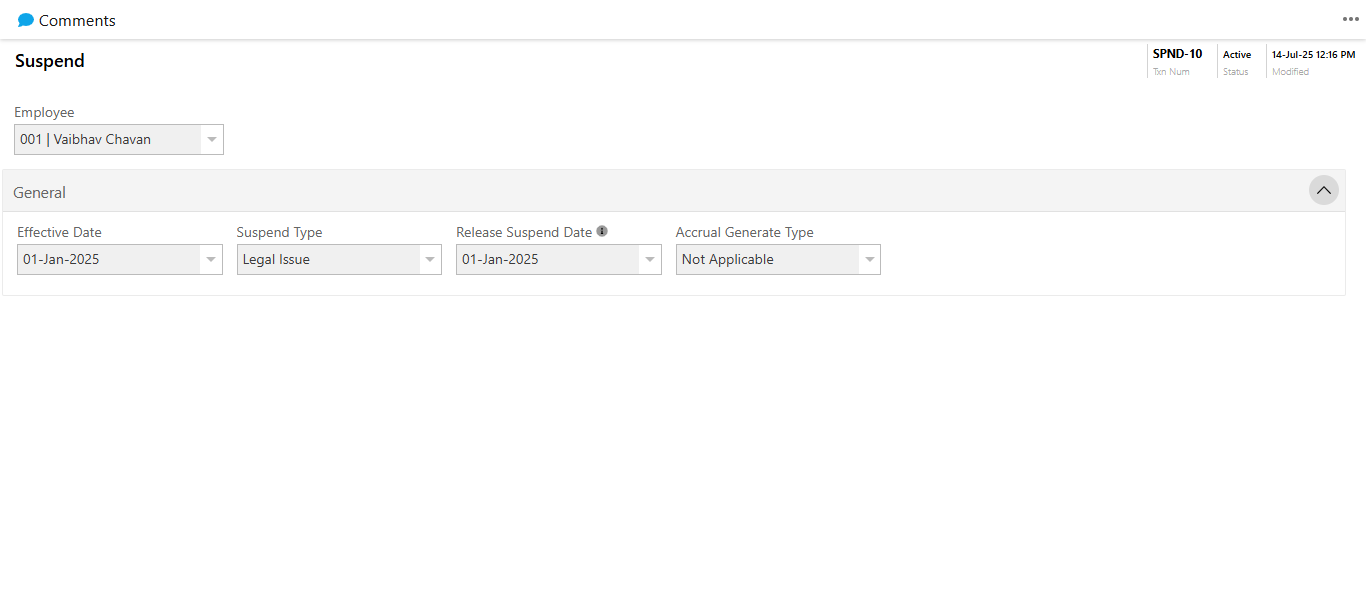 Comments
Suspend
SPND-10 Active 14-Jul-25 12:16 PM
Txn Num Status Modified
Employee
001 | Vaibhav Chavan
General
Effective Date Suspend Type Release Suspend Date Accrual Generate Type
01-Jan-2025 Legal Issue 01-Jan-2025 Not Applicable